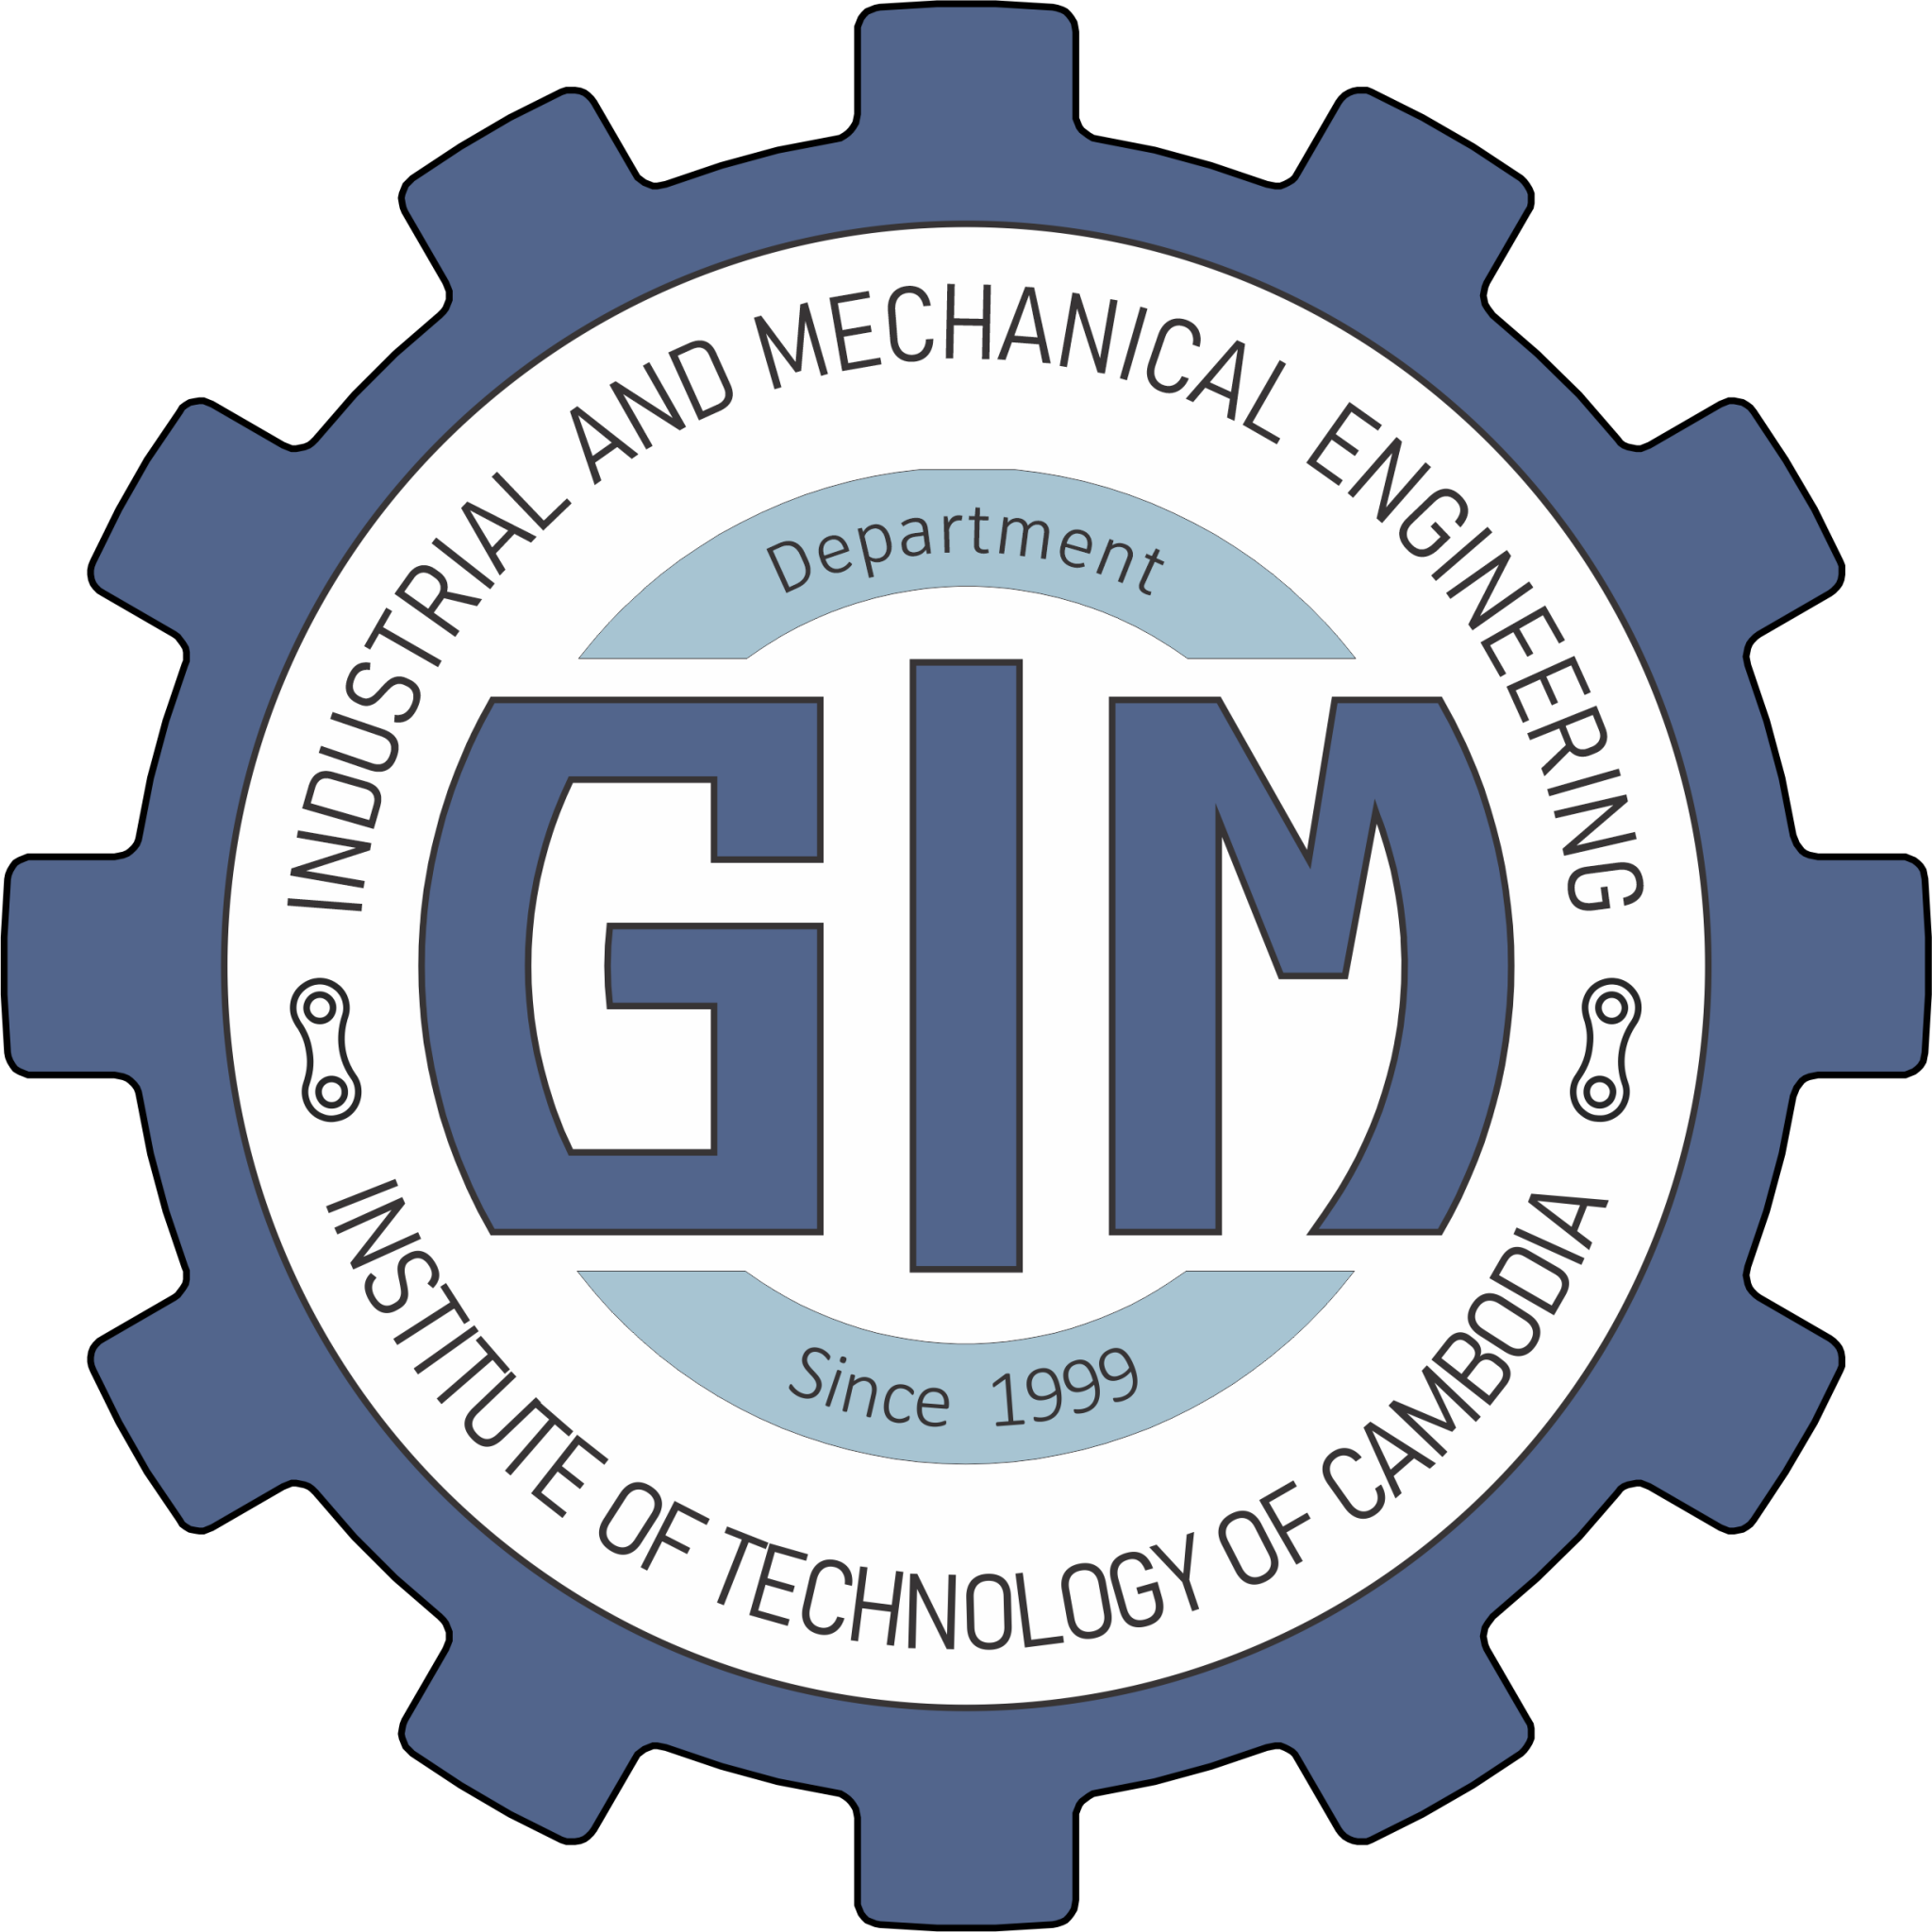 INDUSTRIAL AND MECHANICAL ENGINEERING
Department
GIM
Since 1999
INSTITUTE OF TECHNOLOGY OF CAMBODIA